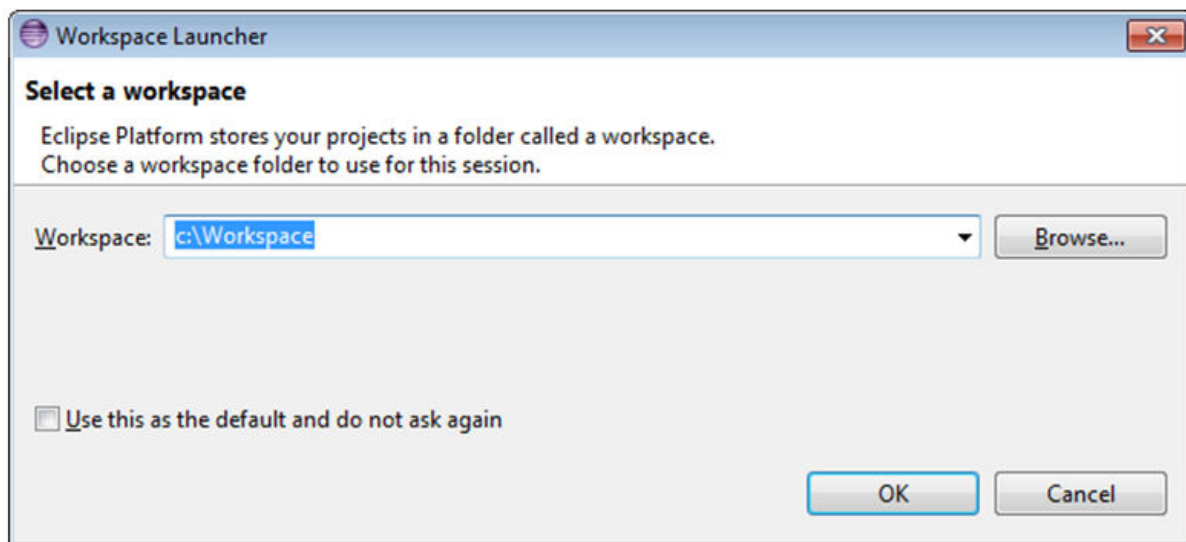 Workspace Launcher
Select a workspace
Eclipse Platform stores your projects in a folder called a workspace.
Choose a workspace folder to use for this session.
Workspace: c:\Workspace Browse...
Use this as the default and do not ask again
OK Cancel